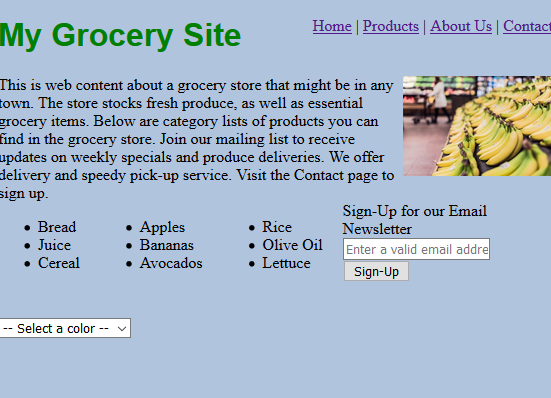 My Grocery Site
Home | Products | About Us | Contact
This is web content about a grocery store that might be in any
town. The store stocks fresh produce, as well as essential
grocery items. Below are category lists of products you can
find in the grocery store. Join our mailing list to receive
updates on weekly specials and produce deliveries. We offer
delivery and speedy pick-up service. Visit the Contact page to
sign up.
Bread
Juice
Cereal
Apples
Bananas
Avocados
Rice
Olive Oil
Lettuce
Sign-Up for our Email
Newsletter
Enter a valid email addre
Sign-Up
-- Select a color --